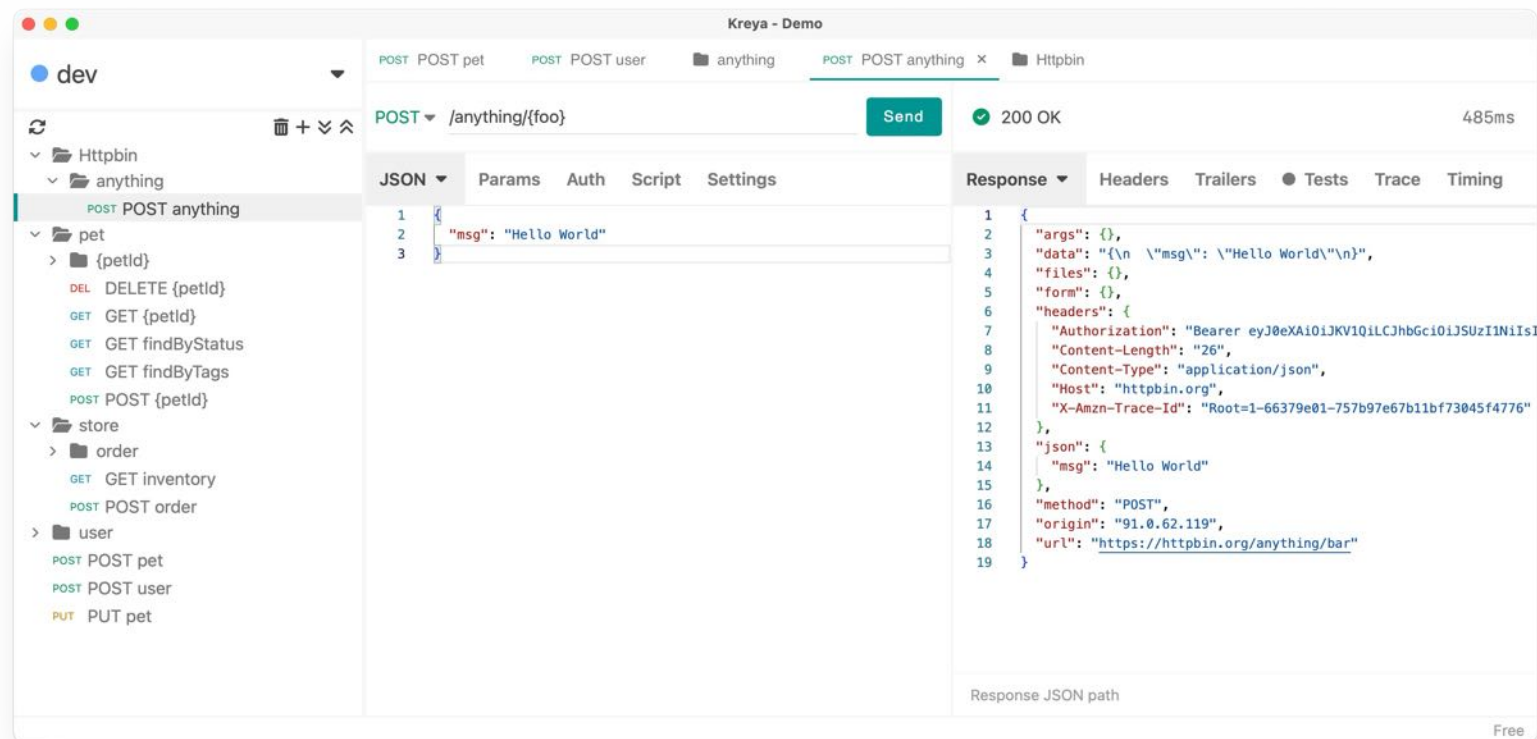 Kreya - Demo
dev
POST POST pet
POST POST user
anything
POST POST anything ×
Httpbin
POST /anything/{foo}
Send
200 OK
485ms
Httpbin
anything
POST POST anything
pet
{petId}
DEL DELETE {petId}
GET GET {petId}
GET GET findByStatus
GET GET findByTags
POST POST {petId}
store
order
GET GET inventory
POST POST order
user
POST POST pet
POST POST user
PUT PUT pet
JSON Params Auth Script Settings
1 {
2 "msg": "Hello World"
3 }
Response Headers Trailers Tests Trace Timing
1 {
2 "args": {},
3 "data": "{\n  \"msg\": \"Hello World\"\n}",
4 "files": {},
5 "form": {},
6 "headers": {
7 "Authorization": "Bearer eyJ0eXAiOiJKV1QiLCJhbGciOiJSUzI1NiIsI
8 "Content-Length": "26",
9 "Content-Type": "application/json",
10 "Host": "httpbin.org",
11 "X-Amzn-Trace-Id": "Root=1-66379e01-757b97e67b11bf73045f4776"
12 },
13 "json": {
14 "msg": "Hello World"
15 },
16 "method": "POST",
17 "origin": "91.0.62.119",
18 "url": "https://httpbin.org/anything/bar"
19 }
Response JSON path
Free